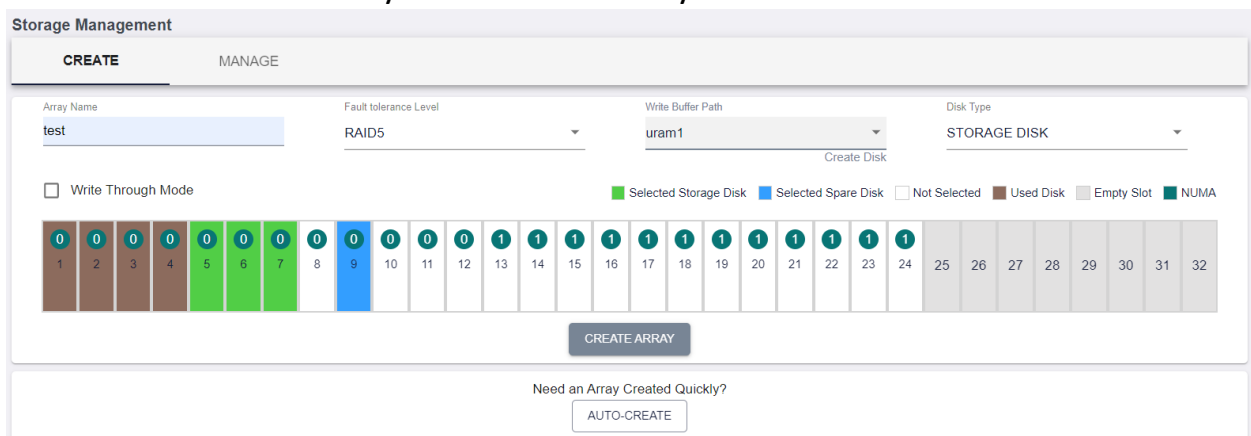 Storage Management
CREATE MANAGE
Array Name Fault tolerance Level Write Buffer Path Disk Type
test RAID5 uram1 STORAGE DISK
Create Disk
Write Through Mode Selected Storage Disk Selected Spare Disk Not Selected Used Disk Empty Slot NUMA
0 0 0 0 0 0 0 0 0 0 0 0 1 1 1 1 1 1 1 1 1 1 1 1
1 2 3 4 5 6 7 8 9 10 11 12 13 14 15 16 17 18 19 20 21 22 23 24 25 26 27 28 29 30 31 32
CREATE ARRAY
Need an Array Created Quickly?
AUTO-CREATE